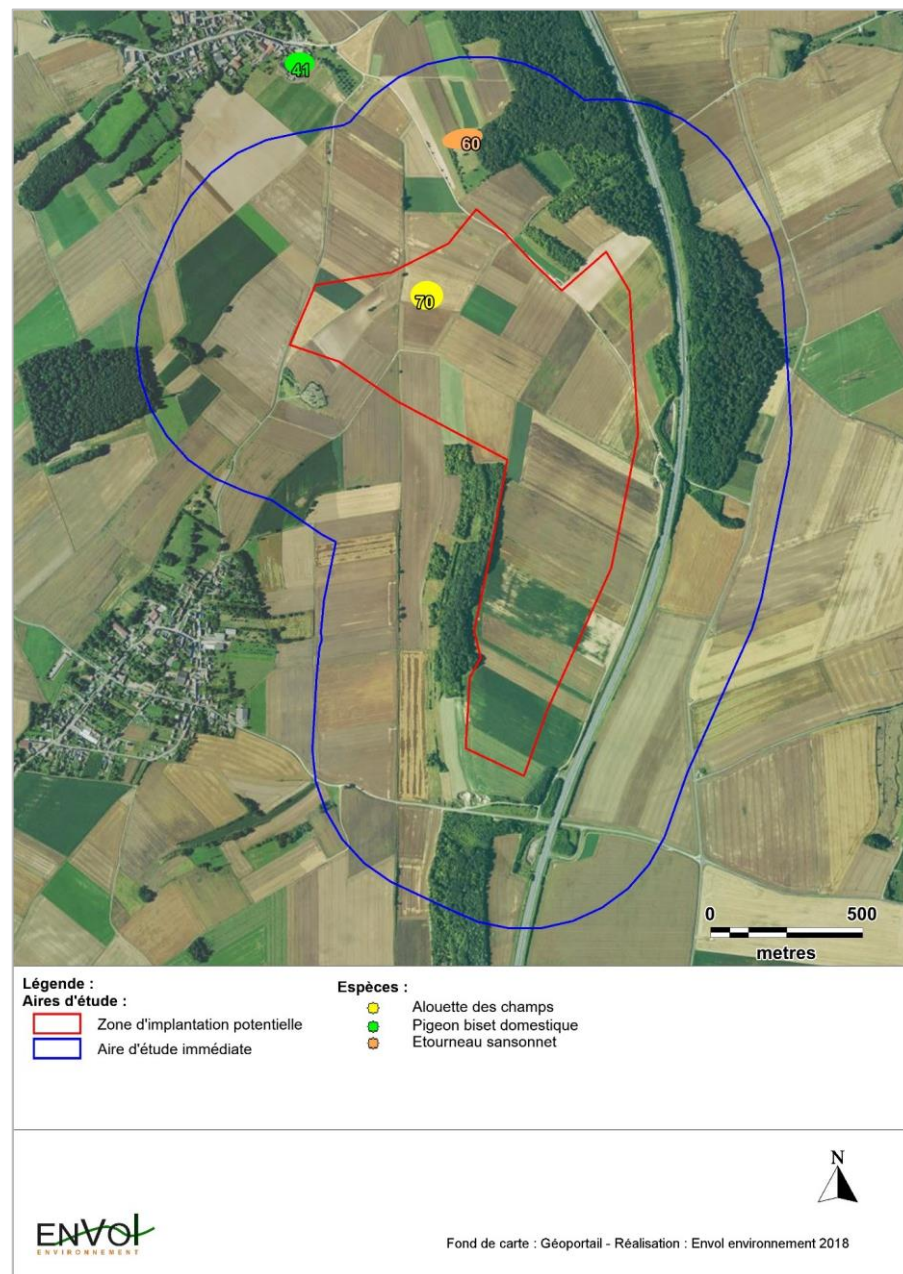 41
60
70
0 500
metres
Légende :
Aires d'étude :
Zone d'implantation potentielle
Aire d'étude immédiate
Espèces :
Alouette des champs
Pigeon biset domestique
Etourneau sansonnet
N
ENVOl
ENVIRONNEMENT
Fond de carte : Géoportail - Réalisation : Envol environnement 2018